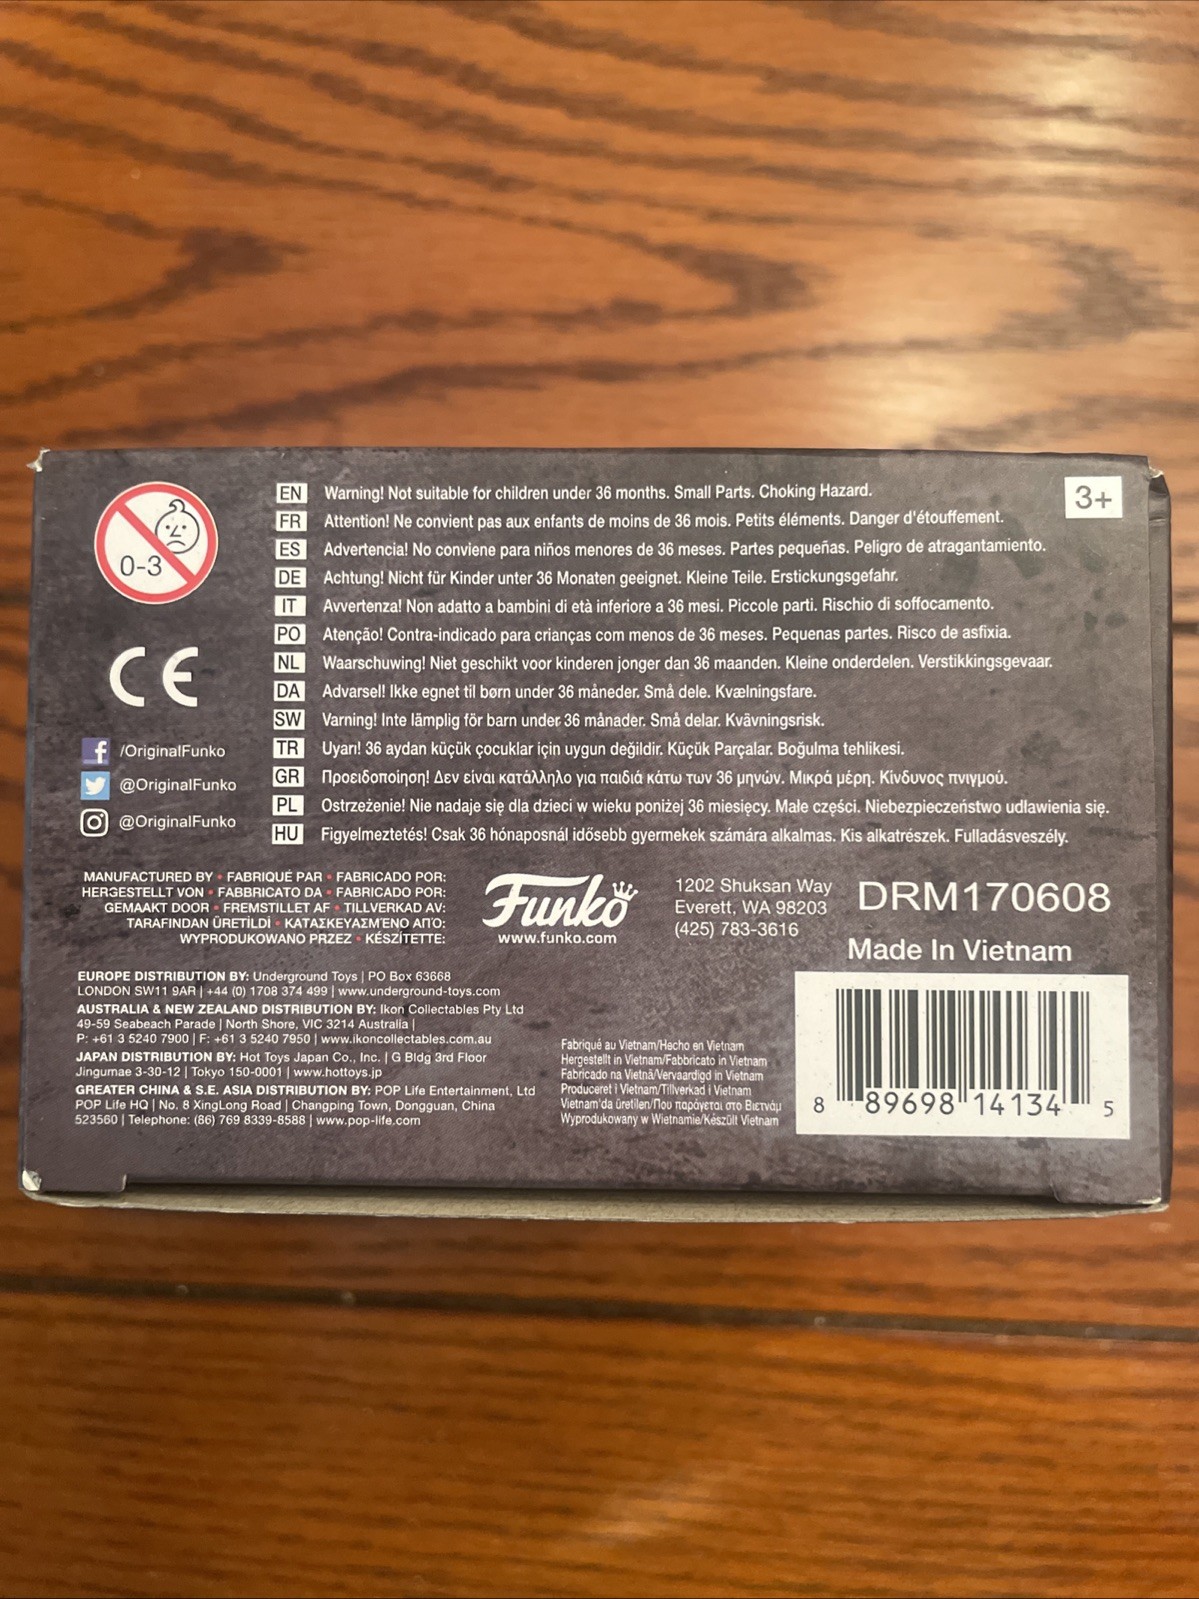 0-3
EN Warning! Not suitable for children under 36 months. Small Parts. Choking Hazard.
3+
FR Attention! Ne convient pas aux enfants de moins de 36 mois. Petits éléments. Danger d'étouffement.
ES Advertencia! No conviene para niños menores de 36 meses. Partes pequeñas. Peligro de atragantamiento.
DE Achtung! Nicht für Kinder unter 36 Monaten geeignet. Kleine Teile. Erstickungsgefahr.
IT Avvertenza! Non adatto a bambini di età inferiore a 36 mesi. Piccole parti. Rischio di soffocamento.
PO Atenção! Contra-indicado para crianças com menos de 36 meses. Pequenas partes. Risco de asfixia.
NL Waarschuwing! Niet geschikt voor kinderen jonger dan 36 maanden. Kleine onderdelen. Verstikkingsgevaar.
DA Advarsel! Ikke egnet til børn under 36 måneder. Små dele. Kvælningsfare.
SW Varning! Inte lämplig för barn under 36 månader. Små delar. Kvävningsrisk.
TR Uyarı! 36 aydan küçük çocuklar için uygun değildir. Küçük Parçalar. Boğulma tehlikesi.
GR Προειδοποίηση! Δεν είναι κατάλληλο για παιδιά κάτω των 36 μηνών. Μικρά μέρη. Κίνδυνος πνιγμού.
PL Ostrzeżenie! Nie nadaje się dla dzieci w wieku poniżej 36 miesięcy. Małe części. Niebezpieczeństwo udławienia się.
HU Figyelmeztetés! Csak 36 hónaposnál idősebb gyermekek számára alkalmas. Kis alkatrészek. Fulladásveszély.
CE
/OriginalFunko
@OriginalFunko
@OriginalFunko
MANUFACTURED BY • FABRIQUÉ PAR • FABRICADO POR:
HERGESTELLT VON • FABBRICATO DA • FABRICADO POR:
GEMAAKT DOOR • FREMSTILLET AF • TILLVERKAD AV:
TARAFINDAN ÜRETİLDİ • ΚΑΤΑΣΚΕΥΑΖΜΈΝΟ ΑΠΌ:
WYPRODUKOWANO PRZEZ • KÉSZÍTETTE:
Funko
www.funko.com
1202 Shuksan Way
Everett, WA 98203
(425) 783-3616
DRM170608
Made In Vietnam
EUROPE DISTRIBUTION BY: Underground Toys | PO Box 63668
LONDON SW11 9AR | +44 (0) 1708 374 499 | www.underground-toys.com
AUSTRALIA & NEW ZEALAND DISTRIBUTION BY: Ikon Collectables Pty Ltd
49-59 Seabeach Parade | North Shore, VIC 3214 Australia |
P: +61 3 5240 7900 | F: +61 3 5240 7950 | www.ikoncollectables.com.au
JAPAN DISTRIBUTION BY: Hot Toys Japan Co., Inc. | G Bldg 3rd Floor
Jingumae 3-30-12 | Tokyo 150-0001 | www.hottoys.jp
GREATER CHINA & S.E. ASIA DISTRIBUTION BY: POP Life Entertainment, Ltd
POP Life HQ | No. 8 XingLong Road | Changping Town, Dongguan, China
523560 | Telephone: (86) 769 8339-8588 | www.pop-life.com
Fabriqué au Vietnam/Hecho en Vietnam
Hergestellt in Vietnam/Fabbricato in Vietnam
Fabricado na Vietnã/Vervaardigd in Vietnam
Produceret i Vietnam/Tillverkad i Vietnam
Vietnam'da üretilen/Που παράγεται στο Βιετνάμ
Wyprodukowany w Wietnamie/Készült Vietnam
8 89698 14134 5